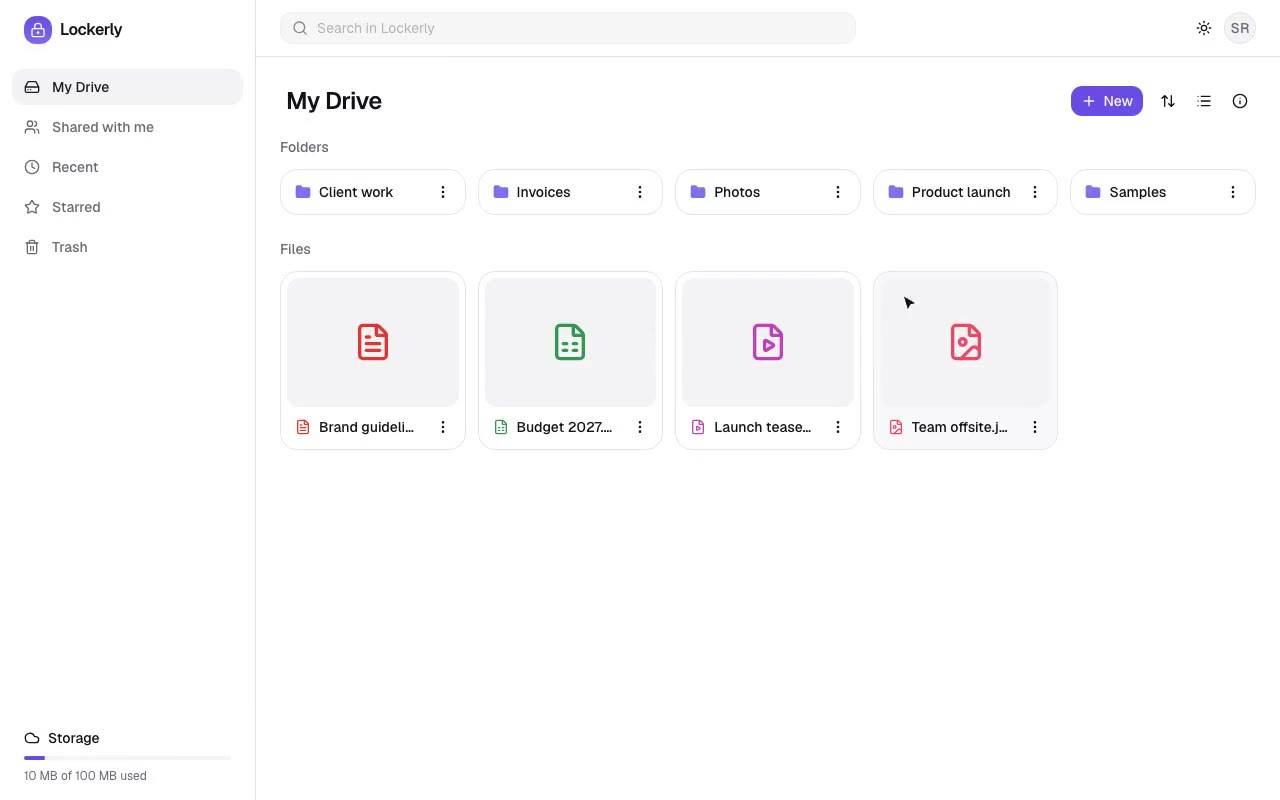 Lockerly
Search in Lockerly
SR
My Drive
Shared with me
Recent
Starred
Trash
My Drive
New
Folders
Client work
Invoices
Photos
Product launch
Samples
Files
Brand guideli...
Budget 2027....
Launch tease...
Team offsite.j...
Storage
10 MB of 100 MB used